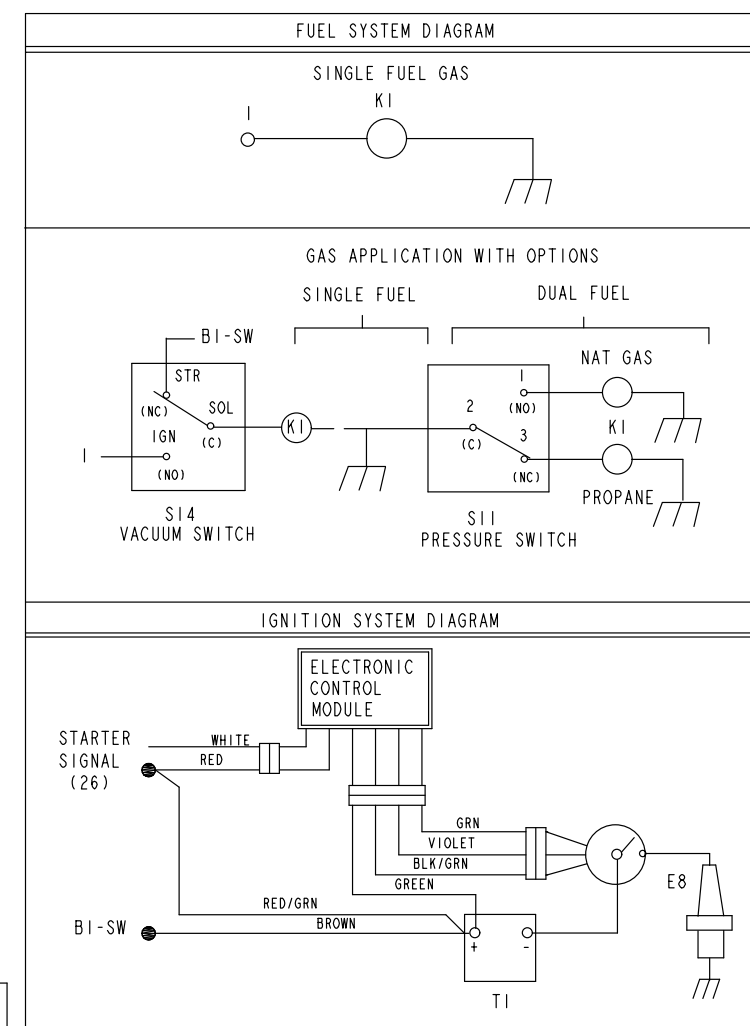 FUEL SYSTEM DIAGRAM
SINGLE FUEL GAS
K1
1
GAS APPLICATION WITH OPTIONS
SINGLE FUEL
DUAL FUEL
B1-SW
STR
(NC)
SOL
(C)
IGN
(NO)
1
S14
VACUUM SWITCH
K1
NAT GAS
1
(NO)
2
(C)
3
(NC)
K1
PROPANE
S11
PRESSURE SWITCH
IGNITION SYSTEM DIAGRAM
ELECTRONIC
CONTROL
MODULE
STARTER
SIGNAL
(26)
WHITE
RED
GRN
VIOLET
BLK/GRN
GREEN
RED/GRN
BROWN
B1-SW
+
-
T1
E8